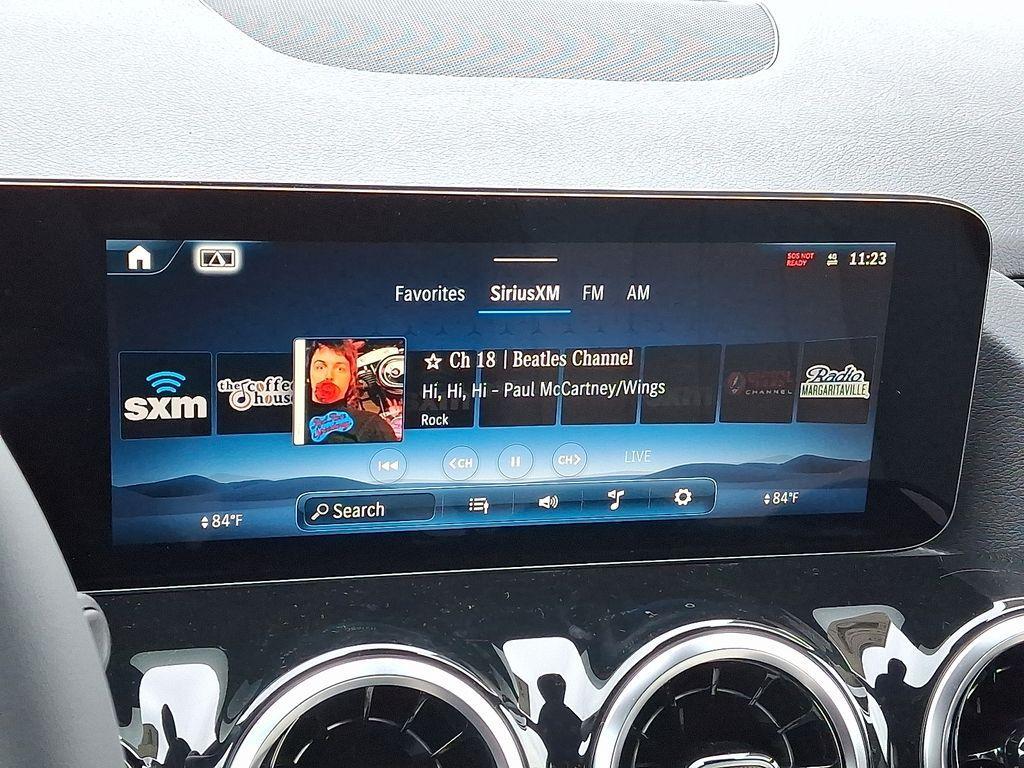 SOS NOT
READY
4G
11:23
Favorites SiriusXM FM AM
sxm
the coffee
house
Ch 18 | Beatles Channel
Hi, Hi, Hi - Paul McCartney/Wings
Rock
CHANNEL
Radio
MARGARITAVILLE
<CH
CH>
LIVE
84°F
Search
84°F